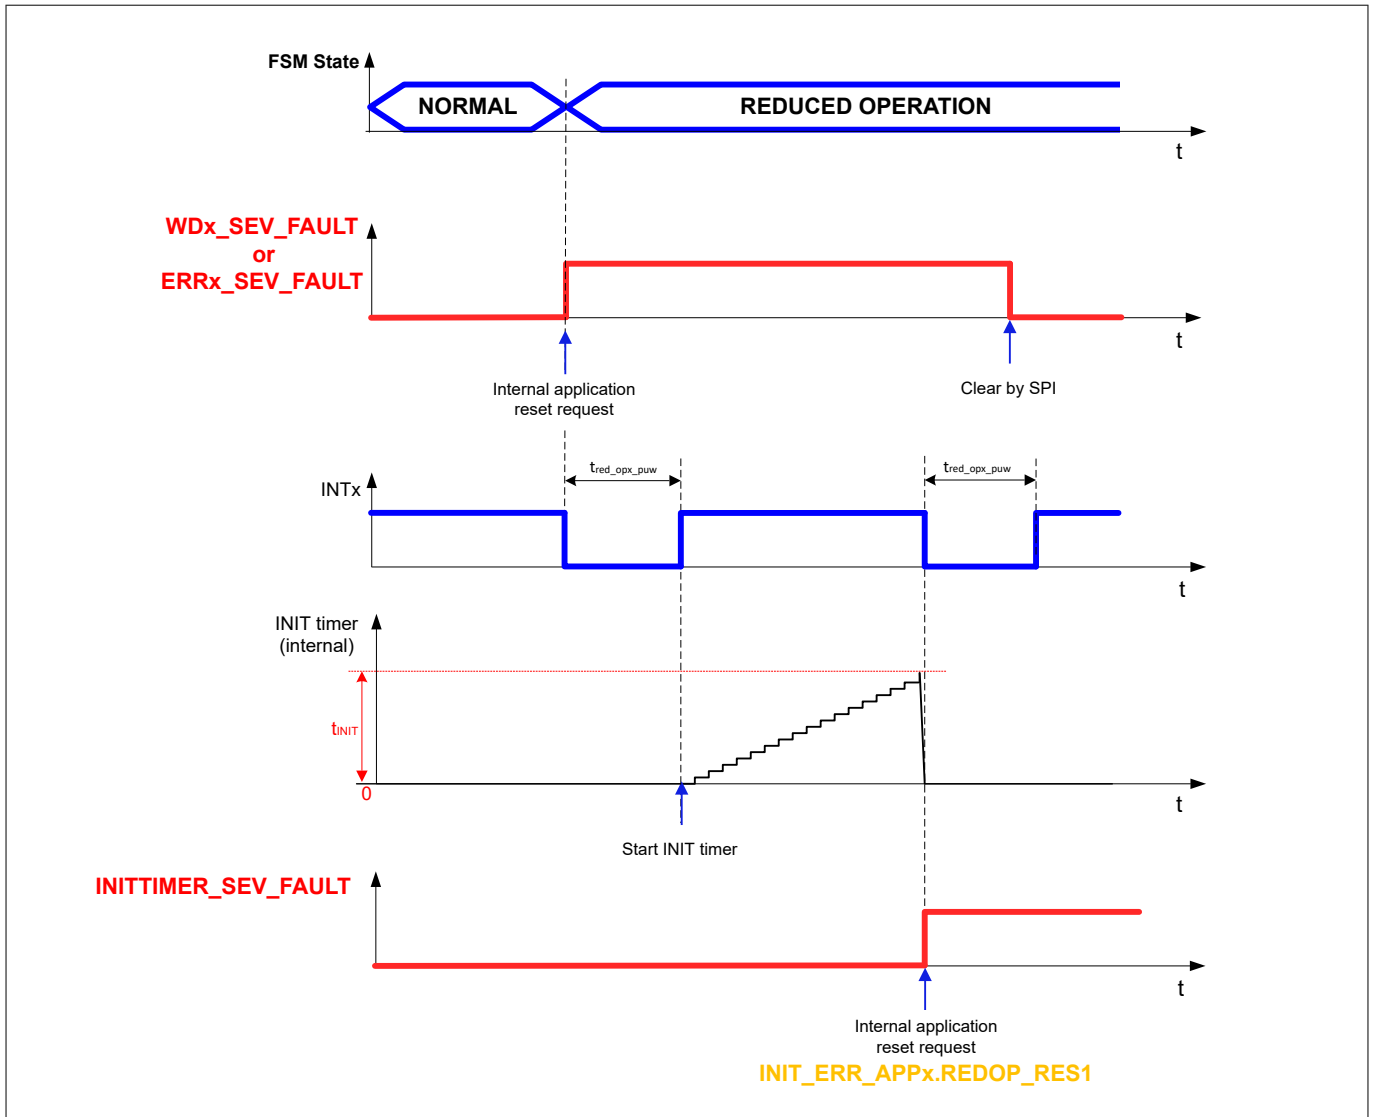 FSM State
NORMAL
REDUCED OPERATION
t
WDx_SEV_FAULT
or
ERRx_SEV_FAULT
t
Internal application
reset request
Clear by SPI
tred_opx_puw
tred_opx_puw
INTx
t
INIT timer
(internal)
tINIT
0
t
Start INIT timer
INITTIMER_SEV_FAULT
t
Internal application
reset request
INIT_ERR_APPx.REDOP_RES1